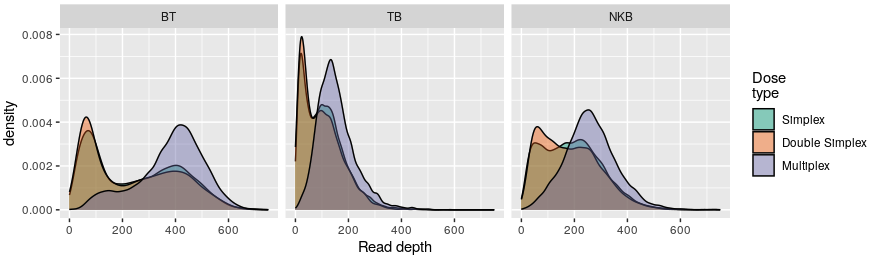 BT TB NKB
0.008
0.006
0.004
0.002
0.000
density
0 200 400 600 0 200 400 600 0 200 400 600
Read depth
Dose
type
Simplex
Double Simplex
Multiplex